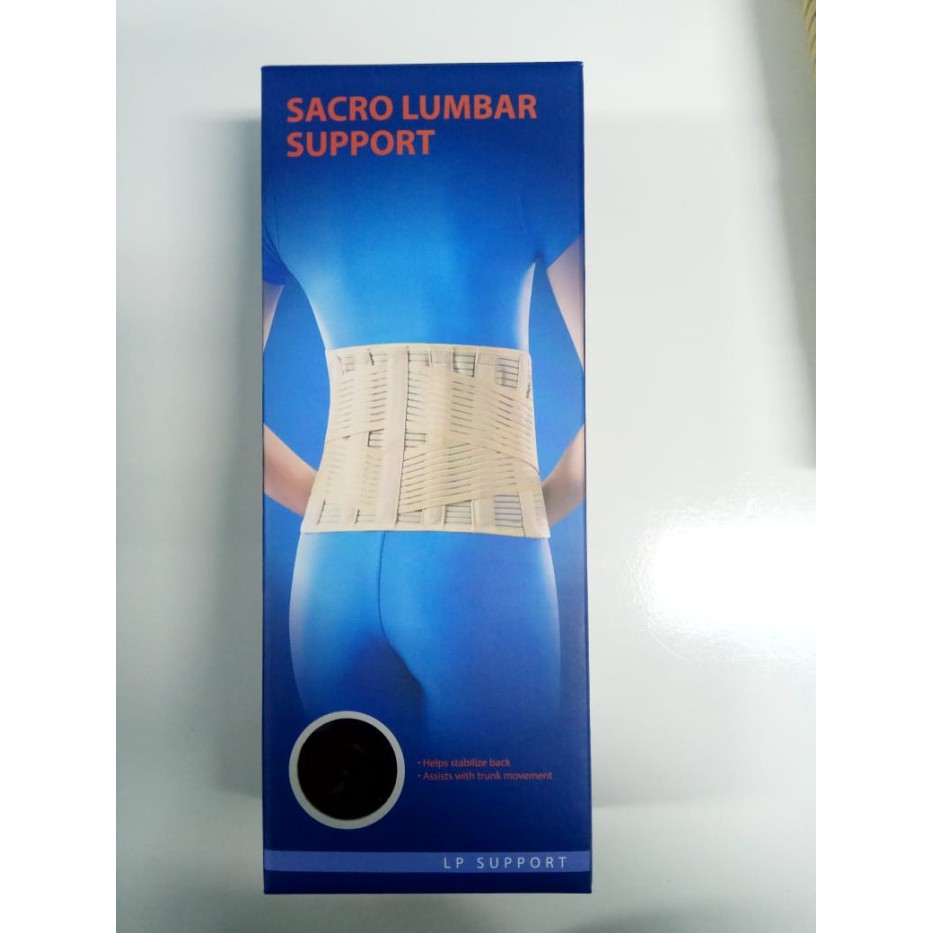 SACRO LUMBAR
SUPPORT
• Helps stabilize back
• Assists with trunk movement
LP SUPPORT